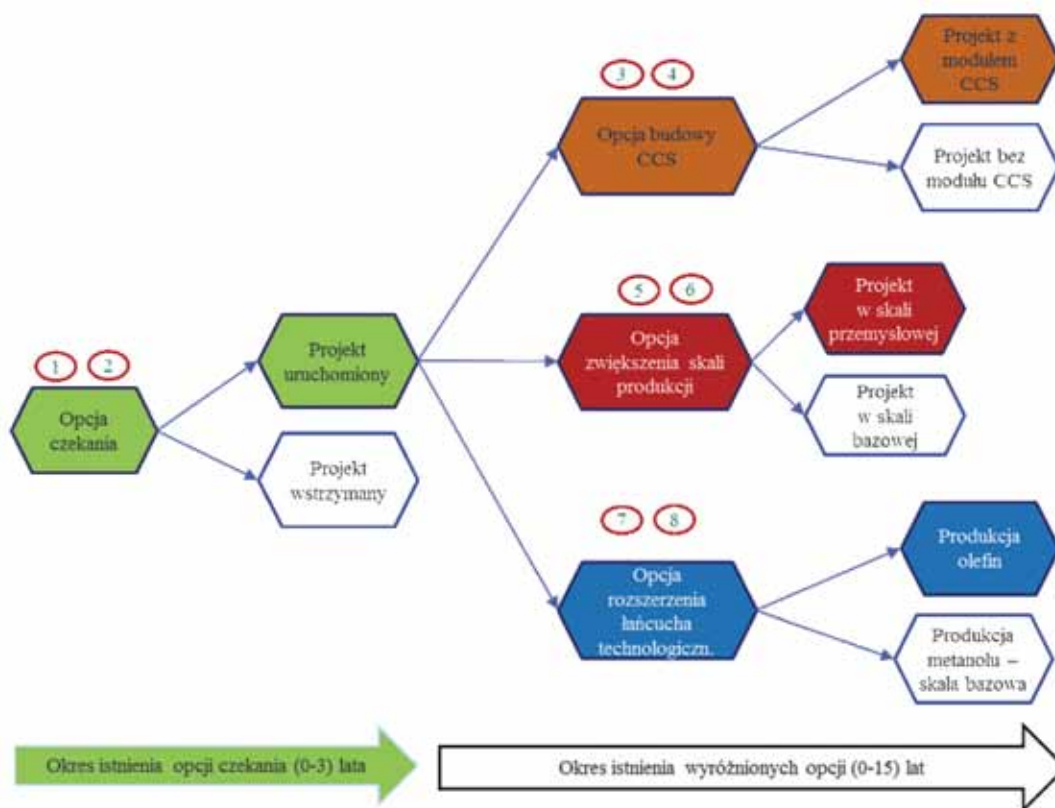 1 2
Opcja
czekania
Projekt
uruchomiony
Projekt
wstrzymany
3 4
Opcja budowy
CCS
Projekt z
modułem
CCS
Projekt bez
modułu CCS
5 6
Opcja
zwiększenia skali
produkcji
Projekt
w skali
przemysłowej
Projekt
w skali
bazowej
7 8
Opcja
rozszerzenia
łańcucha
technologiczn.
Produkcja
olefin
Produkcja
metanolu –
skala bazowa
Okres istnienia opcji czekania (0-3) lata
Okres istnienia wyróżnionych opcji (0-15) lat